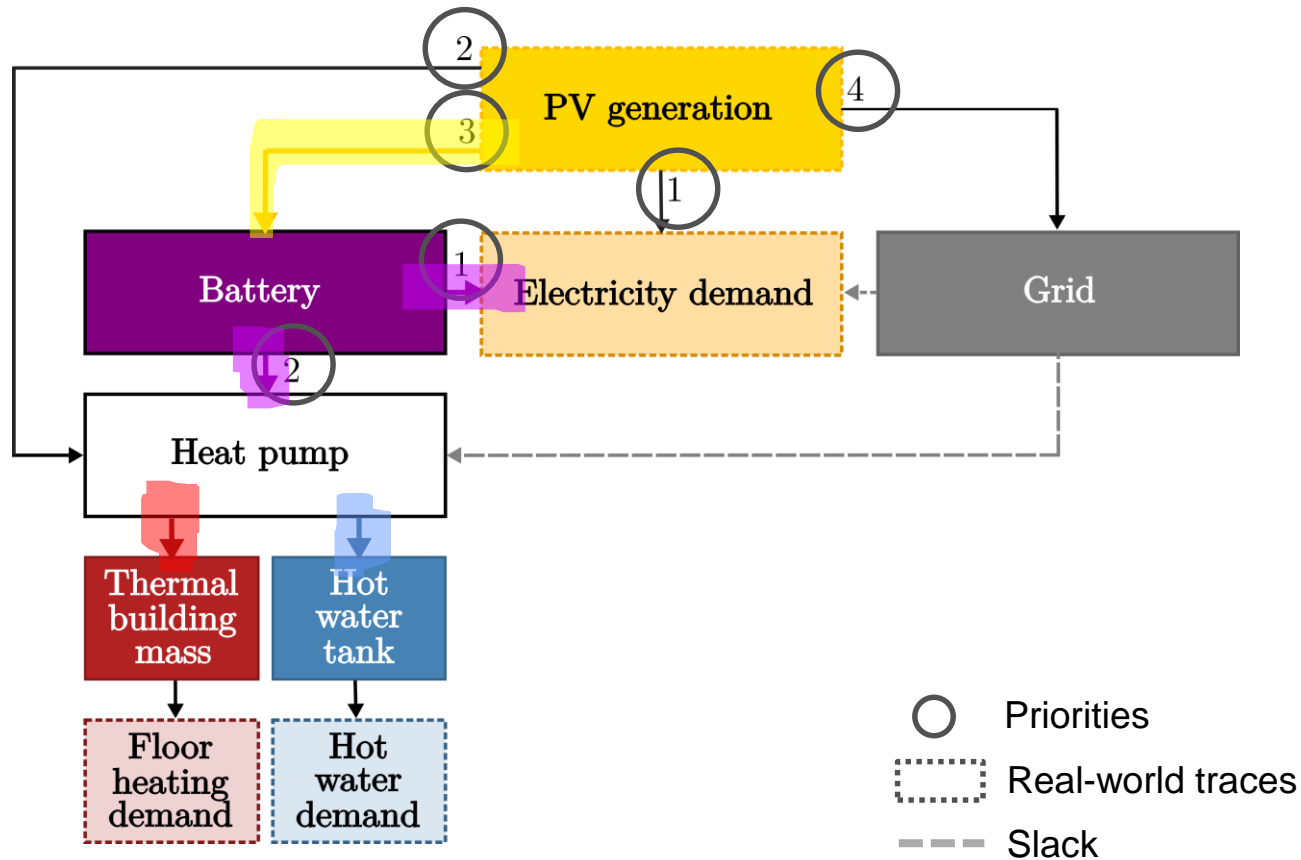 2
PV generation
4
3
1
Battery
1
Electricity demand
Grid
2
Heat pump
Thermal
building
mass
Hot
water
tank
Floor
heating
demand
Hot
water
demand
Priorities
Real-world traces
Slack